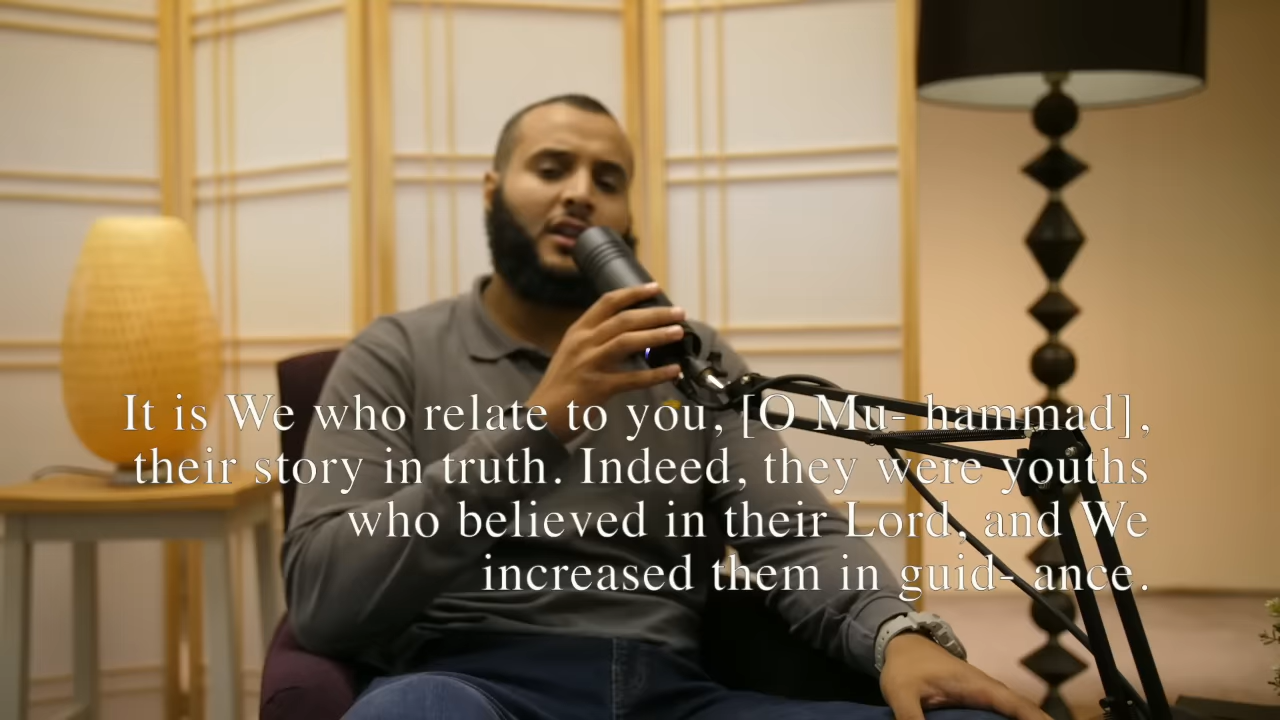 It is We who relate to you, [O Mu- hammad],
their story in truth. Indeed, they were youths
who believed in their Lord, and We
increased them in guid- ance.